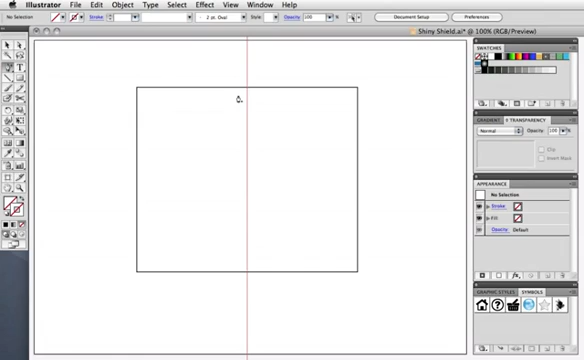 Illustrator File Edit Object Type Select Effect View Window Help
No Selection Stroke: 2 pt. Oval Style: Opacity: 100 % Document Setup Preferences
Shiny Shield.ai* @ 100% (RGB/Preview)
SWATCHES
GRADIENT TRANSPARENCY
Normal Opacity: 100 %
Clip
Invert Mask
APPEARANCE
No Selection
Stroke:
Fill:
Opacity: Default
GRAPHIC STYLES SYMBOLS